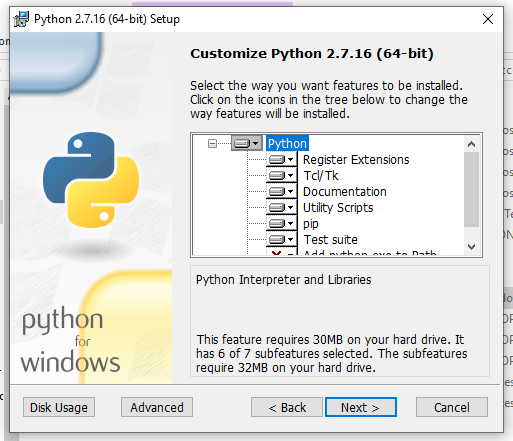 Python 2.7.16 (64-bit) Setup
Customize Python 2.7.16 (64-bit)
Select the way you want features to be installed.
Click on the icons in the tree below to change the
way features will be installed.
Python
Register Extensions
Tcl/Tk
Documentation
Utility Scripts
pip
Test suite
Add python.exe to Path
Python Interpreter and Libraries
This feature requires 30MB on your hard drive. It
has 6 of 7 subfeatures selected. The subfeatures
require 32MB on your hard drive.
python
for
windows
Disk Usage
Advanced
< Back
Next >
Cancel